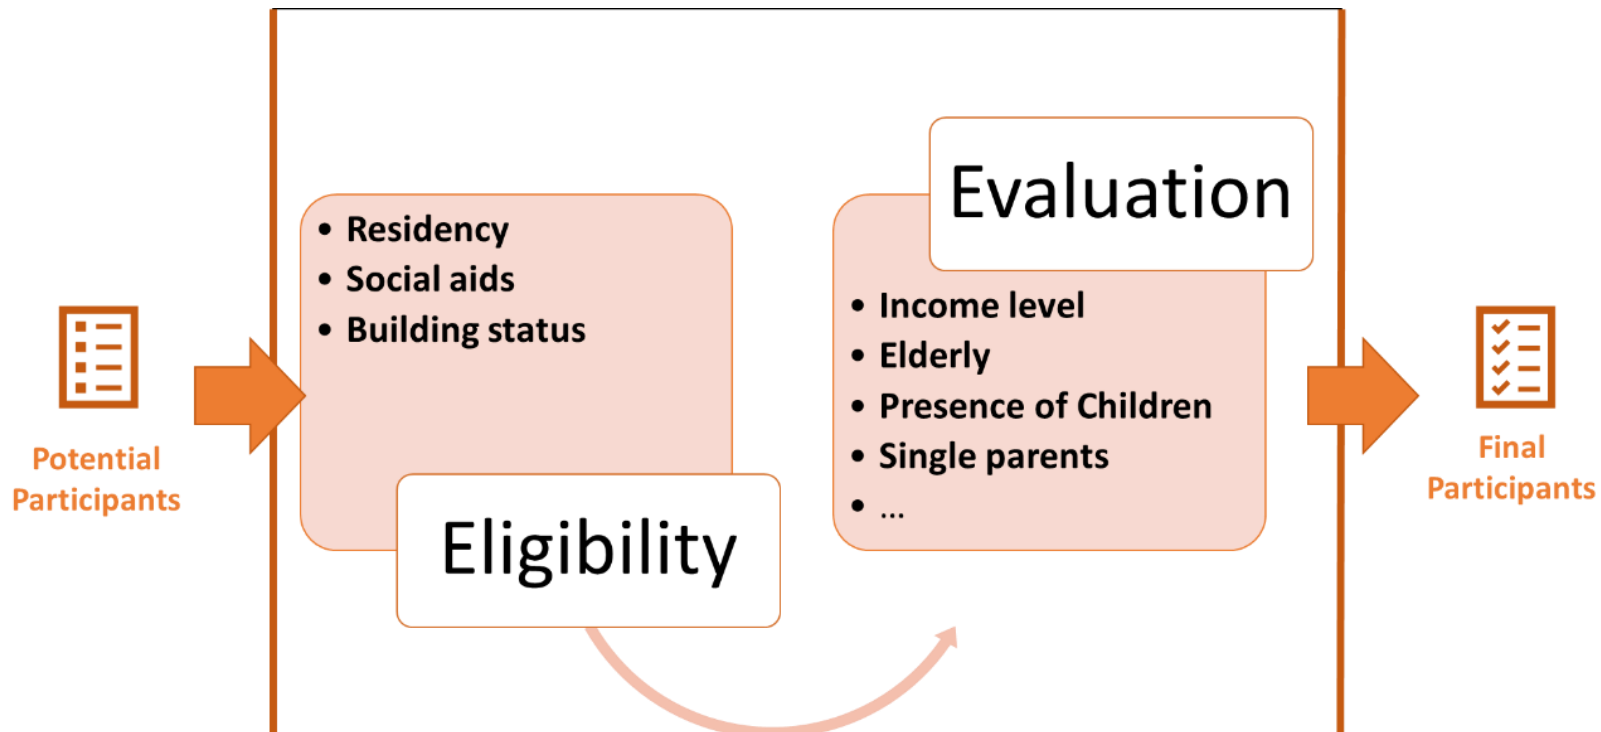 Potential
Participants
• Residency
• Social aids
• Building status
Eligibility
Evaluation
• Income level
• Elderly
• Presence of Children
• Single parents
• ...
Final
Participants